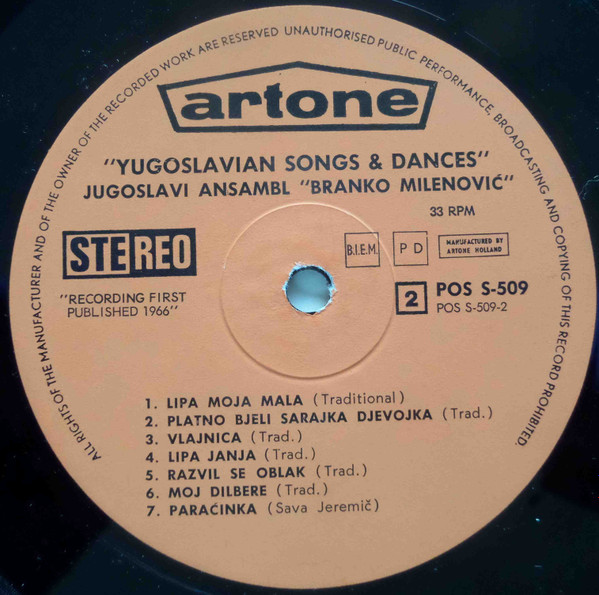 ALL RIGHTS OF THE MANUFACTURER AND OF THE OWNER OF THE RECORDED WORK ARE RESERVED UNAUTHORISED PUBLIC PERFORMANCE, BROADCASTING AND COPYING OF THIS RECORD PROHIBITED.
artone
"YUGOSLAVIAN SONGS & DANCES"
JUGOSLAVI ANSAMBL "BRANKO MILENOVIĆ"
33 RPM
STEREO
B.I.E.M.
PD
MANUFACTURED BY
ARTONE HOLLAND
"RECORDING FIRST
PUBLISHED 1966"
2 POS S-509
POS S-509-2
1. LIPA MOJA MALA (Traditional)
2. PLATNO BJELI SARAJKA DJEVOJKA (Trad.)
3. VLAJNICA (Trad.)
4. LIPA JANJA (Trad.)
5. RAZVIL SE OBLAK (Trad.)
6. MOJ DILBERE (Trad.)
7. PARAĆINKA (Sava Jeremič)